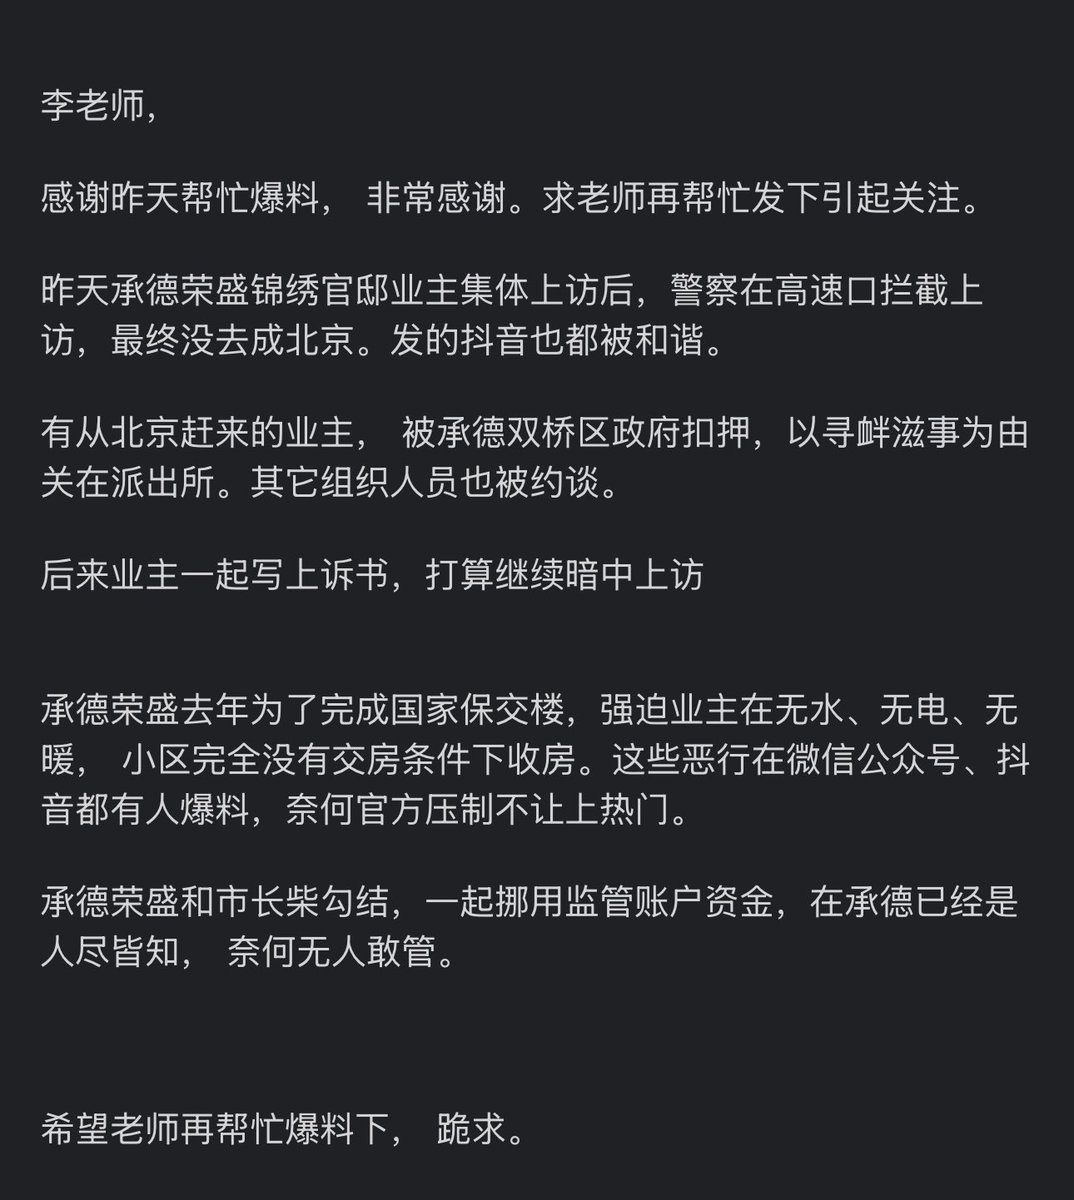 李老师，
感谢昨天帮忙爆料， 非常感谢。求老师再帮忙发下引起关注。
昨天承德荣盛锦绣官邸业主集体上访后，警察在高速口拦截上
访，最终没去成北京。发的抖音也都被和谐。
有从北京赶来的业主， 被承德双桥区政府扣押，以寻衅滋事为由
关在派出所。其它组织人员也被约谈。
后来业主一起写上诉书，打算继续暗中上访
承德荣盛去年为了完成国家保交楼，强迫业主在无水、无电、无
暖， 小区完全没有交房条件下收房。这些恶行在微信公众号、抖
音都有人爆料，奈何官方压制不让上热门。
承德荣盛和市长柴勾结，一起挪用监管账户资金，在承德已经是
人尽皆知， 奈何无人敢管。
希望老师再帮忙爆料下， 跪求。